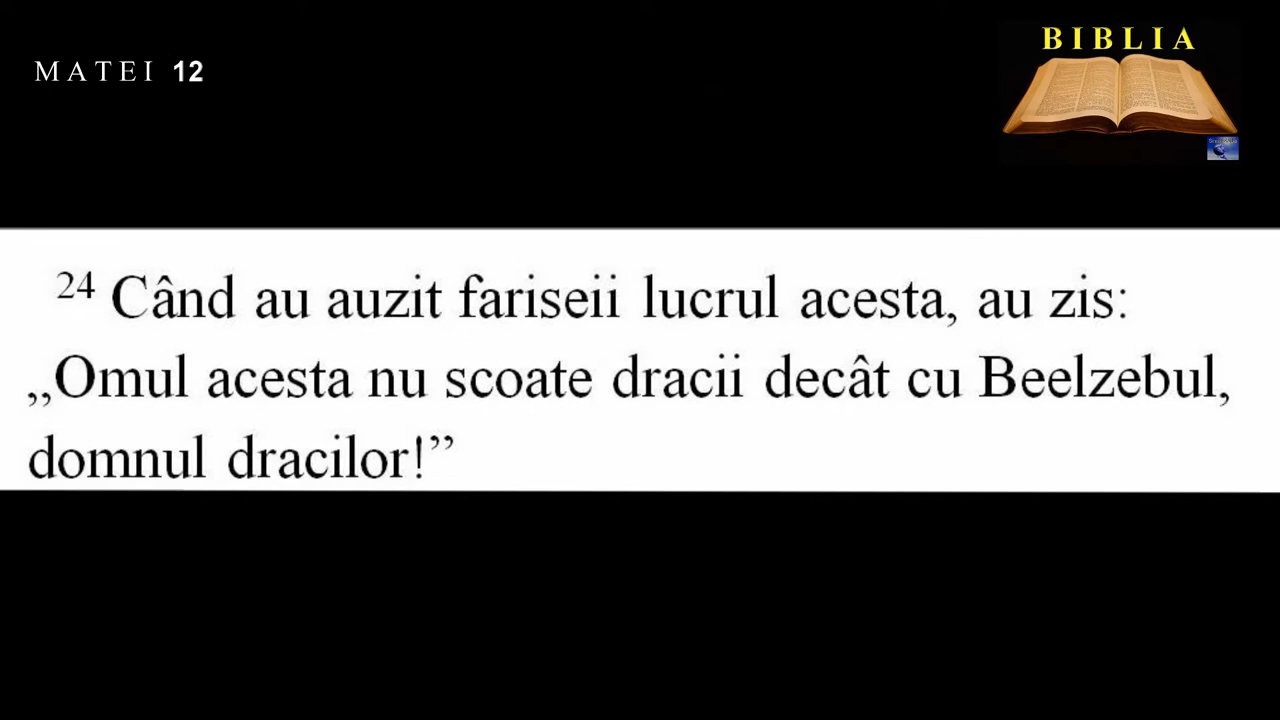 BIBLIA
MATEI 12
24 Când au auzit fariseii lucrul acesta, au zis:
„Omul acesta nu scoate dracii decât cu Beelzebul,
domnul dracilor!”